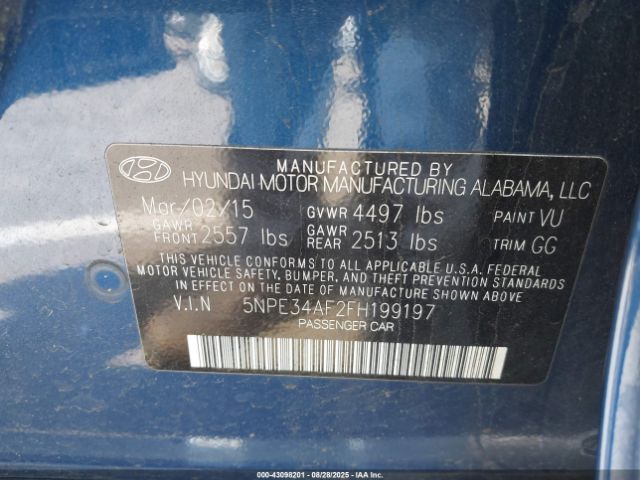 MANUFACTURED BY
HYUNDAI MOTOR MANUFACTURING ALABAMA, LLC
Mar/02/15 GVWR 4497 lbs PAINT VU
GAWR FRONT 2557 lbs GAWR REAR 2513 lbs TRIM GG
THIS VEHICLE CONFORMS TO ALL APPLICABLE U.S.A. FEDERAL
MOTOR VEHICLE SAFETY, BUMPER, AND THEFT PREVENTION STANDARDS
IN EFFECT ON THE DATE OF MANUFACTURE SHOWN ABOVE.
V.I.N 5NPE34AF2FH199197
PASSENGER CAR
000-43098201 - 08/28/2025 - IAAI.COM